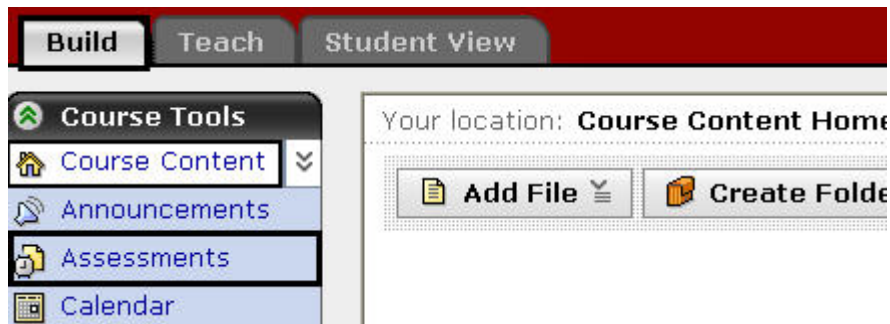 Build Teach Student View
Course Tools
Course Content
Announcements
Assessments
Calendar
Your location: Course Content Home
Add File Create Folde